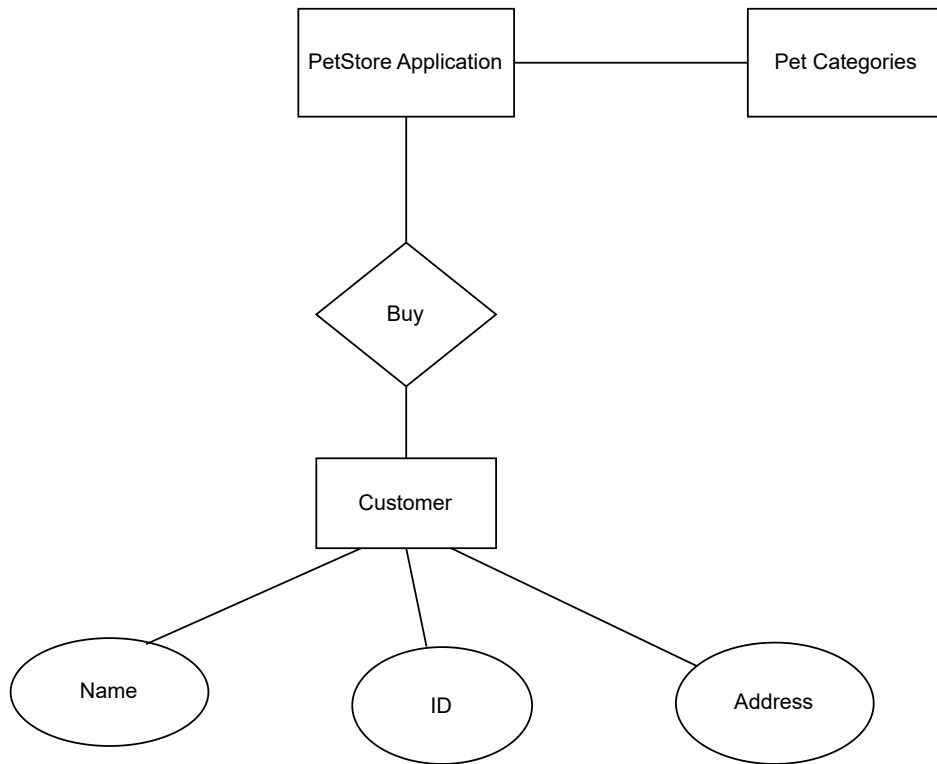 PetStore Application
Pet Categories
Buy
Customer
Name
ID
Address